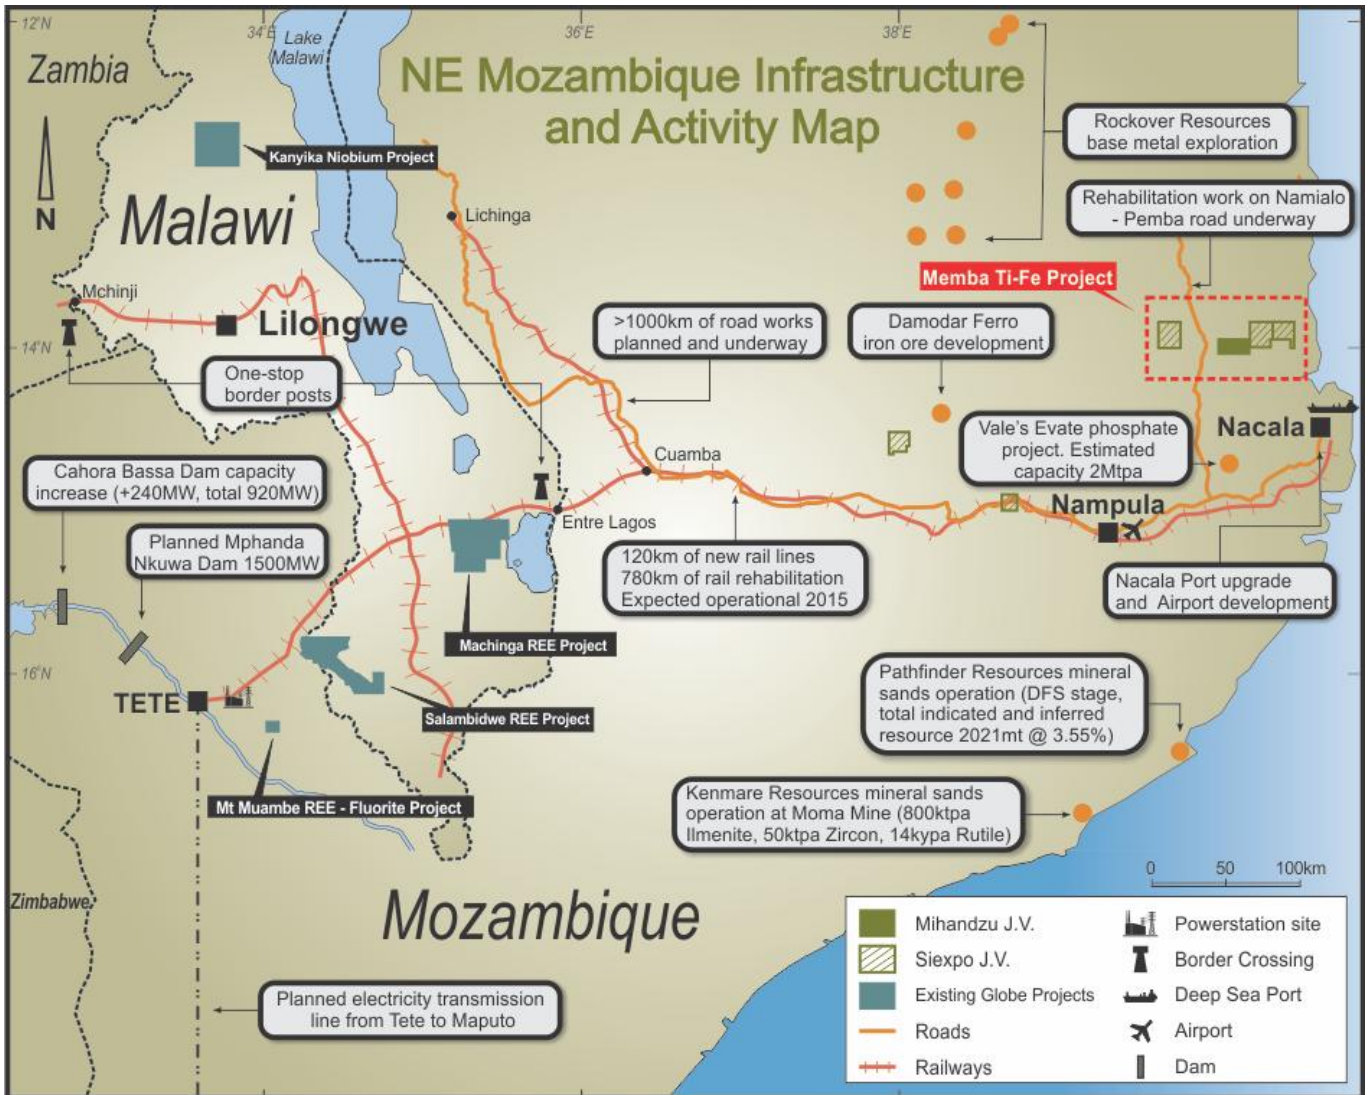 12°N
34°E
36°E
38°E
Lake
Malawi
Zambia
NE Mozambique Infrastructure
and Activity Map
Rockover Resources
base metal exploration
Kanyika Niobium Project
N
Malawi
Lichinga
Rehabilitation work on Namialo
- Pemba road underway
Memba Ti-Fe Project
Mchinji
Lilongwe
>1000km of road works
planned and underway
Damodar Ferro
iron ore development
14°N
One-stop
border posts
Vale's Evate phosphate
project. Estimated
capacity 2Mtpa
Nacala
Cahora Bassa Dam capacity
increase (+240MW, total 920MW)
Cuamba
Nampula
Entre Lagos
Planned Mphanda
Nkuwa Dam 1500MW
120km of new rail lines
780km of rail rehabilitation
Expected operational 2015
Nacala Port upgrade
and Airport development
Machinga REE Project
16°N
TETE
Pathfinder Resources mineral
sands operation (DFS stage,
total indicated and inferred
resource 2021mt @ 3.55%)
Salambidwe REE Project
Mt Muambe REE - Fluorite Project
Kenmare Resources mineral sands
operation at Moma Mine (800ktpa
Ilmenite, 50ktpa Zircon, 14kypa Rutile)
0 50 100km
Zimbabwe
Mozambique
Planned electricity transmission
line from Tete to Maputo
Mihandzu J.V.
Siexpo J.V.
Existing Globe Projects
Roads
Railways
Powerstation site
Border Crossing
Deep Sea Port
Airport
Dam